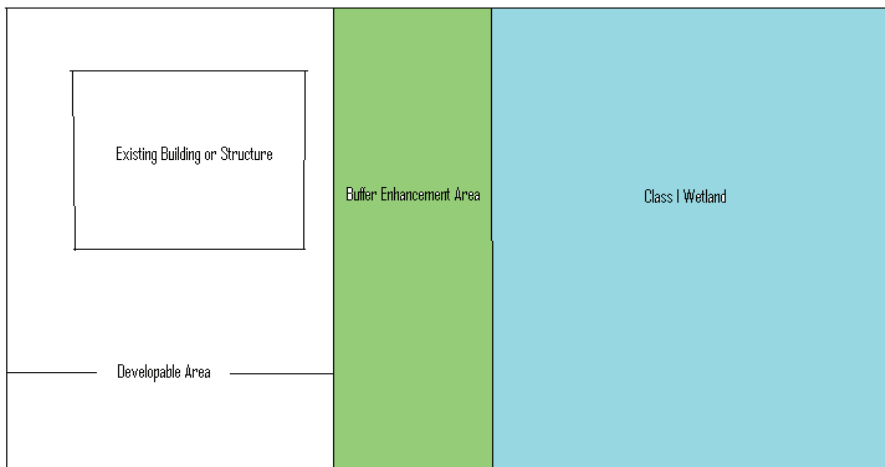 Existing Building or Structure
Buffer Enhancement Area
Class I Wetland
Developable Area